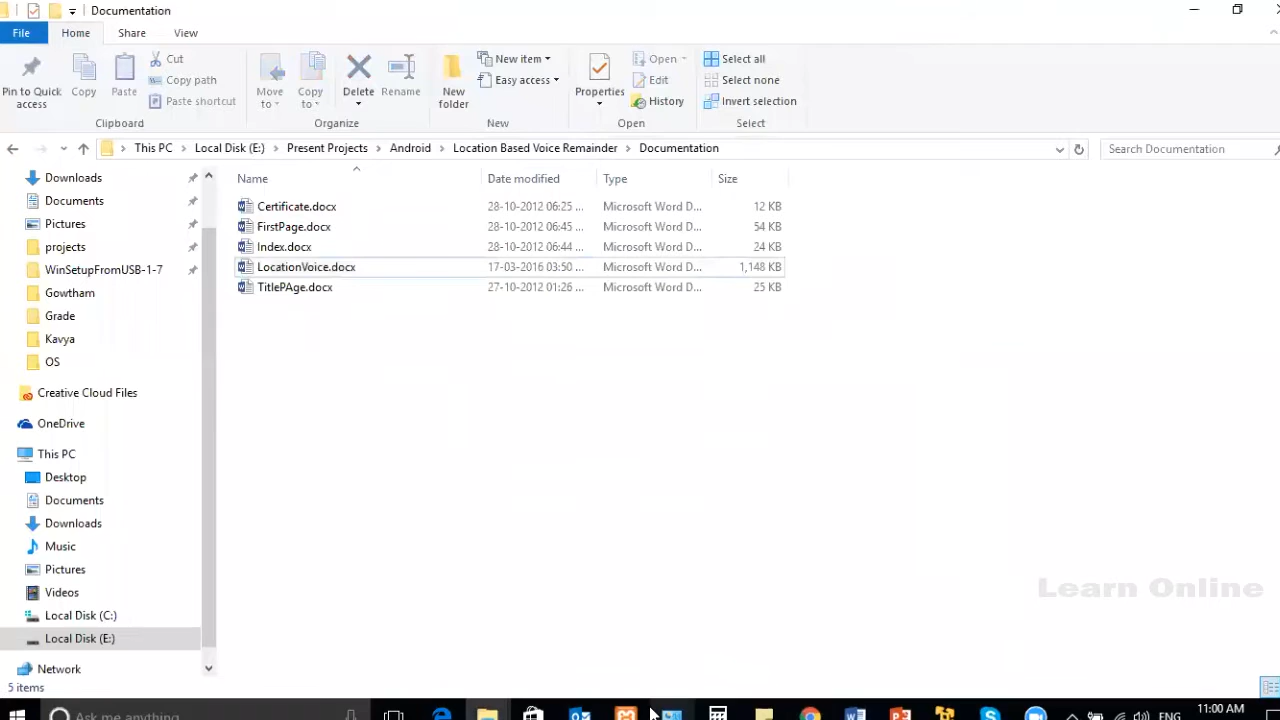 Documentation
File Home Share View
Pin to Quick access
Copy
Paste
Cut
Copy path
Paste shortcut
Clipboard
Move to
Copy to
Delete
Rename
Organize
New folder
New item
Easy access
New
Properties
Open
Edit
History
Open
Select all
Select none
Invert selection
Select
This PC Local Disk (E:) Present Projects Android Location Based Voice Remainder Documentation
Search Documentation
Name Date modified Type Size
Certificate.docx 28-10-2012 06:25 ... Microsoft Word D... 12 KB
FirstPage.docx 28-10-2012 06:45 ... Microsoft Word D... 54 KB
Index.docx 28-10-2012 06:44 ... Microsoft Word D... 24 KB
LocationVoice.docx 17-03-2016 03:50 ... Microsoft Word D... 1,148 KB
TitlePAge.docx 27-10-2012 01:26 ... Microsoft Word D... 25 KB
Downloads
Documents
Pictures
projects
WinSetupFromUSB-1-7
Gowtham
Grade
Kavya
OS
Creative Cloud Files
OneDrive
This PC
Desktop
Documents
Downloads
Music
Pictures
Videos
Local Disk (C:)
Local Disk (E:)
Network
5 items
Learn Online
Ask me anything
ENG
11:00 AM